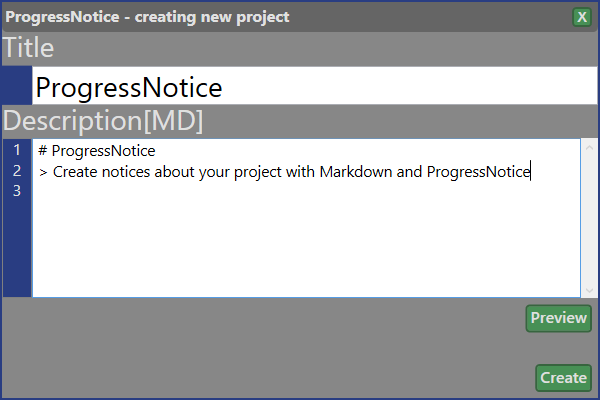 ProgressNotice - creating new project X
Title
ProgressNotice
Description[MD]
1 # ProgressNotice
2 > Create notices about your project with Markdown and ProgressNotice
3
Preview
Create